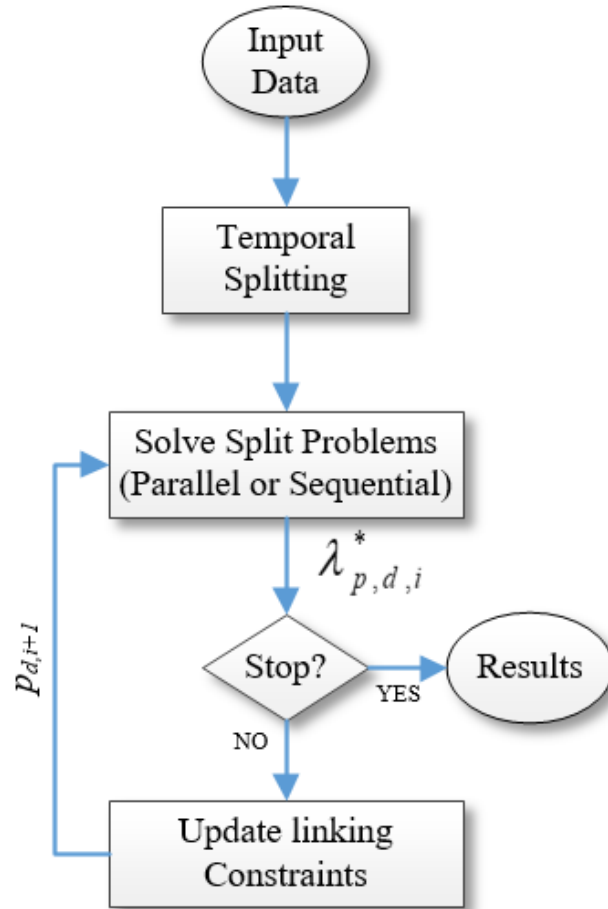 Input
Data
Temporal
Splitting
Solve Split Problems
(Parallel or Sequential)
λ*p,d,i
Stop?
YES
Results
NO
pd,i+1
Update linking
Constraints